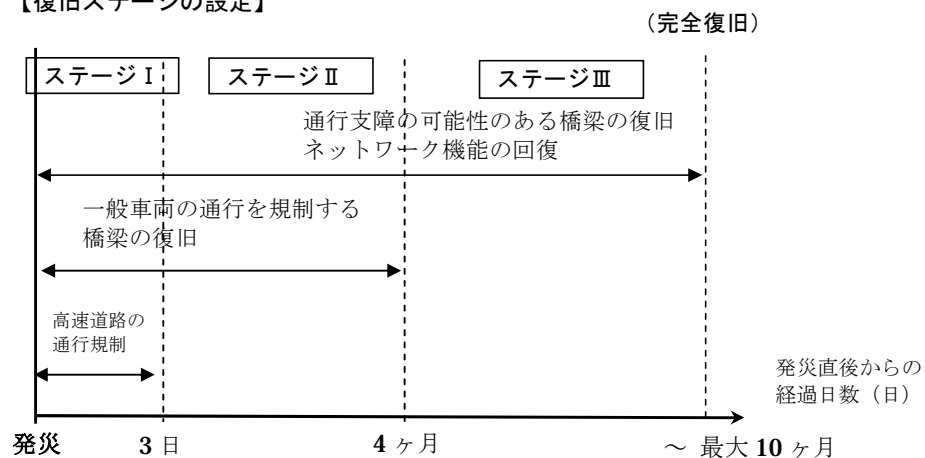 【復旧ステージの設定】
（完全復旧）
ステージⅠ
ステージⅡ
ステージⅢ
通行支障の可能性のある橋梁の復旧
ネットワーク機能の回復
一般車両の通行を規制する
橋梁の復旧
高速道路の
通行規制
発災直後からの
経過日数（日）
発災
3 日
4 ヶ月
～ 最大 10 ヶ月